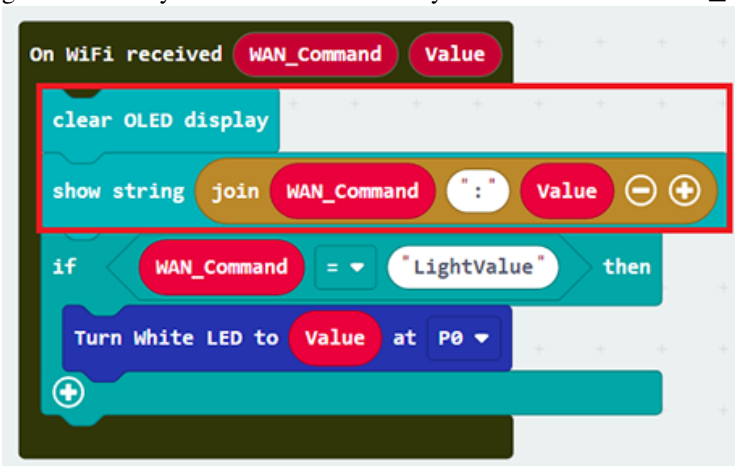 On WiFi received WAN_Command Value
clear OLED display
show string join WAN_Command ":" Value
if WAN_Command = "LightValue" then
Turn White LED to Value at P0